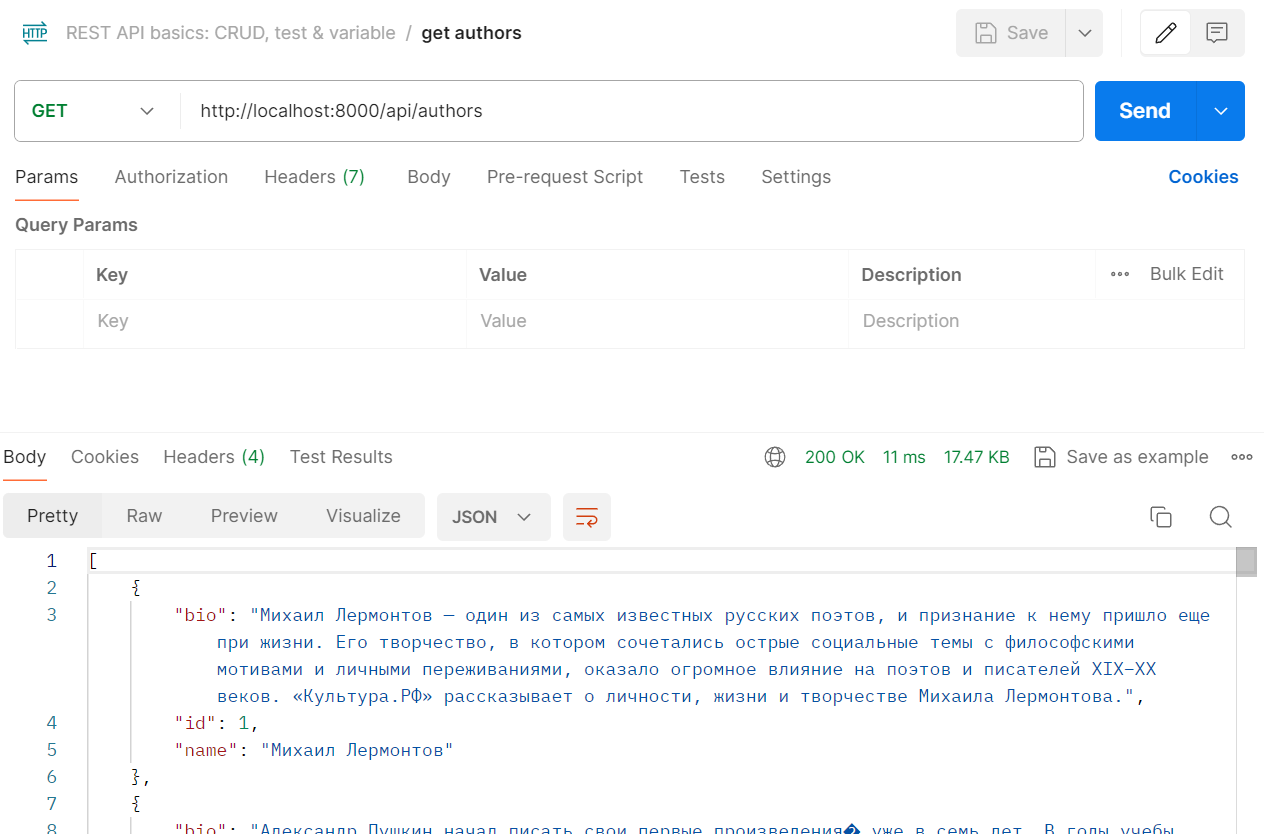 HTTP REST API basics: CRUD, test & variable / get authors Save
GET http://localhost:8000/api/authors Send
Params Authorization Headers (7) Body Pre-request Script Tests Settings Cookies
Query Params
Key Value Description Bulk Edit
Key Value Description
Body Cookies Headers (4) Test Results 200 OK 11 ms 17.47 KB Save as example
Pretty Raw Preview Visualize JSON
1 [
2 {
3 "bio": "Михаил Лермонтов — один из самых известных русских поэтов, и признание к нему пришло еще
при жизни. Его творчество, в котором сочетались острые социальные темы с философскими
мотивами и личными переживаниями, оказало огромное влияние на поэтов и писателей XIX–XX
веков. «Культура.РФ» рассказывает о личности, жизни и творчестве Михаила Лермонтова.",
4 "id": 1,
5 "name": "Михаил Лермонтов"
6 },
7 {
8 "bio": "Александр Пушкин начал писать свои первые произведения� уже в семь лет. В годы учебы